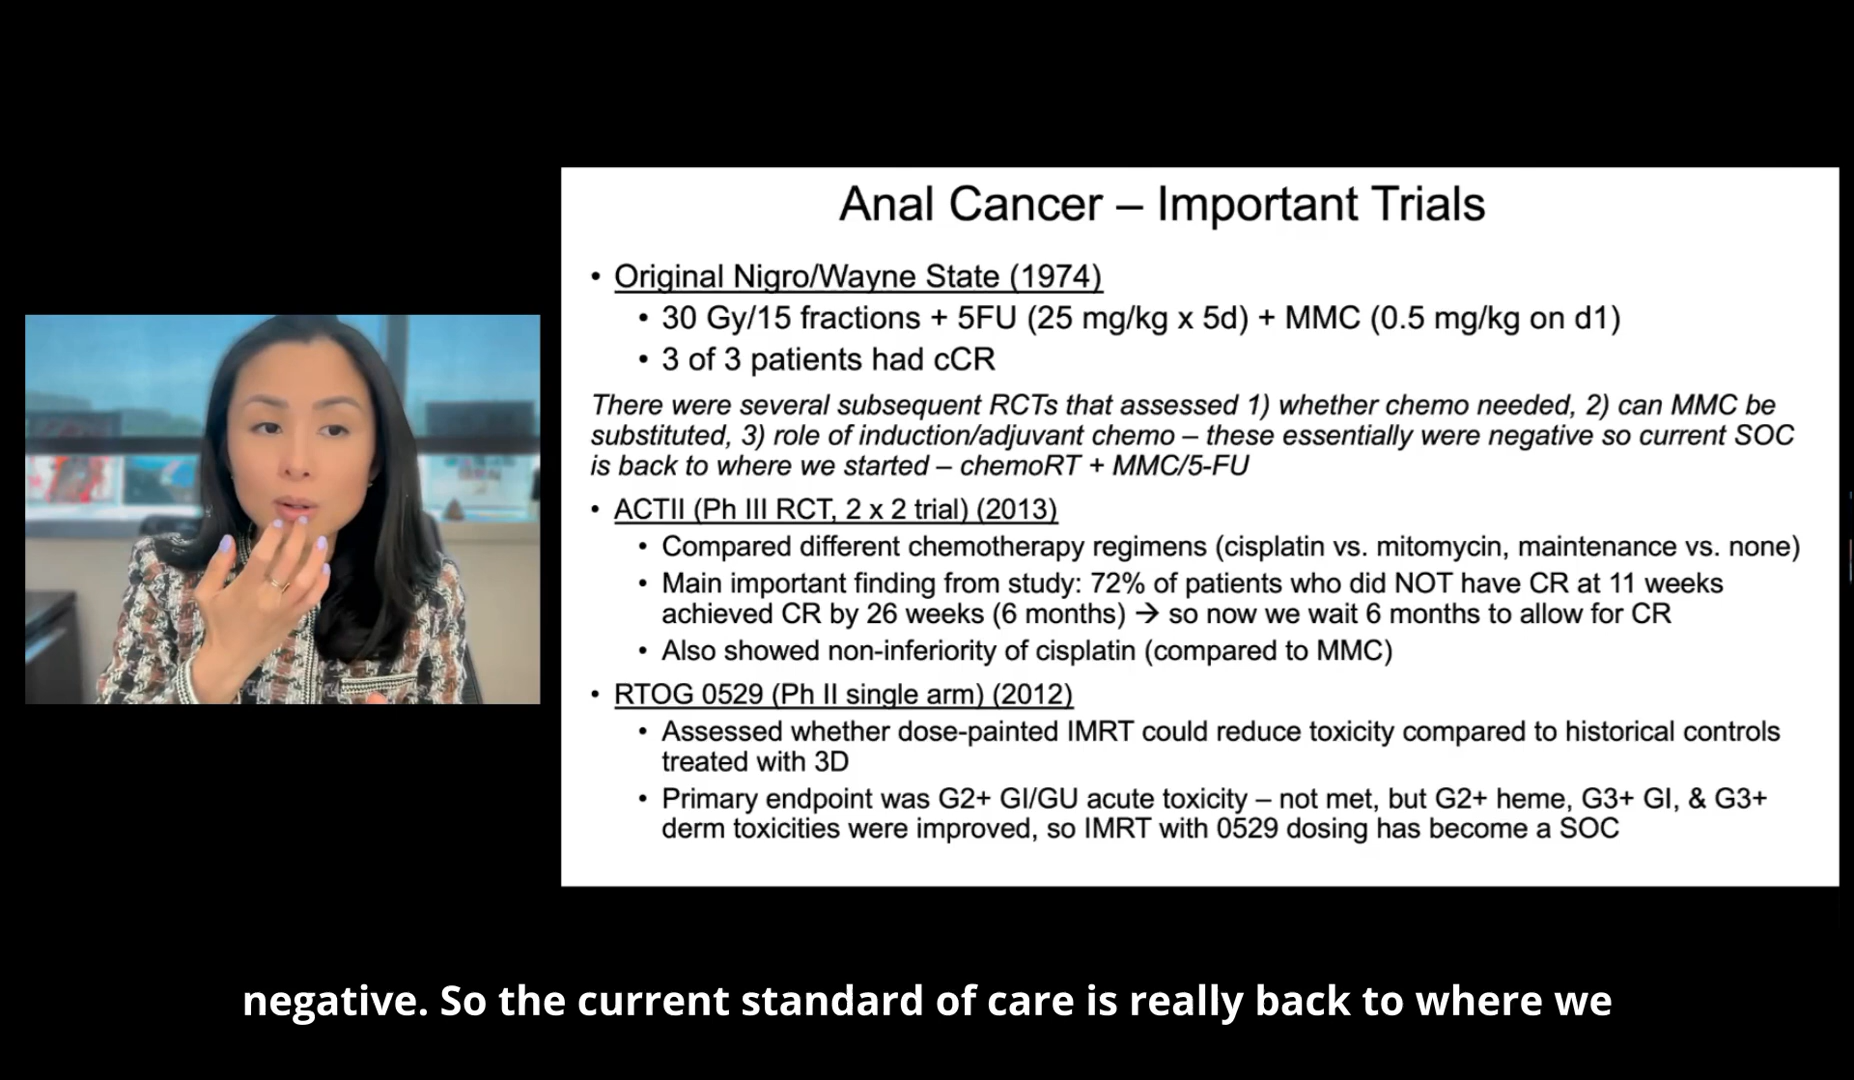 Anal Cancer – Important Trials
• Original Nigro/Wayne State (1974)
• 30 Gy/15 fractions + 5FU (25 mg/kg x 5d) + MMC (0.5 mg/kg on d1)
• 3 of 3 patients had cCR
There were several subsequent RCTs that assessed 1) whether chemo needed, 2) can MMC be
substituted, 3) role of induction/adjuvant chemo – these essentially were negative so current SOC
is back to where we started – chemoRT + MMC/5-FU
• ACTII (Ph III RCT, 2 x 2 trial) (2013)
• Compared different chemotherapy regimens (cisplatin vs. mitomycin, maintenance vs. none)
• Main important finding from study: 72% of patients who did NOT have CR at 11 weeks
achieved CR by 26 weeks (6 months) → so now we wait 6 months to allow for CR
• Also showed non-inferiority of cisplatin (compared to MMC)
• RTOG 0529 (Ph II single arm) (2012)
• Assessed whether dose-painted IMRT could reduce toxicity compared to historical controls
treated with 3D
• Primary endpoint was G2+ GI/GU acute toxicity – not met, but G2+ heme, G3+ GI, & G3+
derm toxicities were improved, so IMRT with 0529 dosing has become a SOC
negative. So the current standard of care is really back to where we